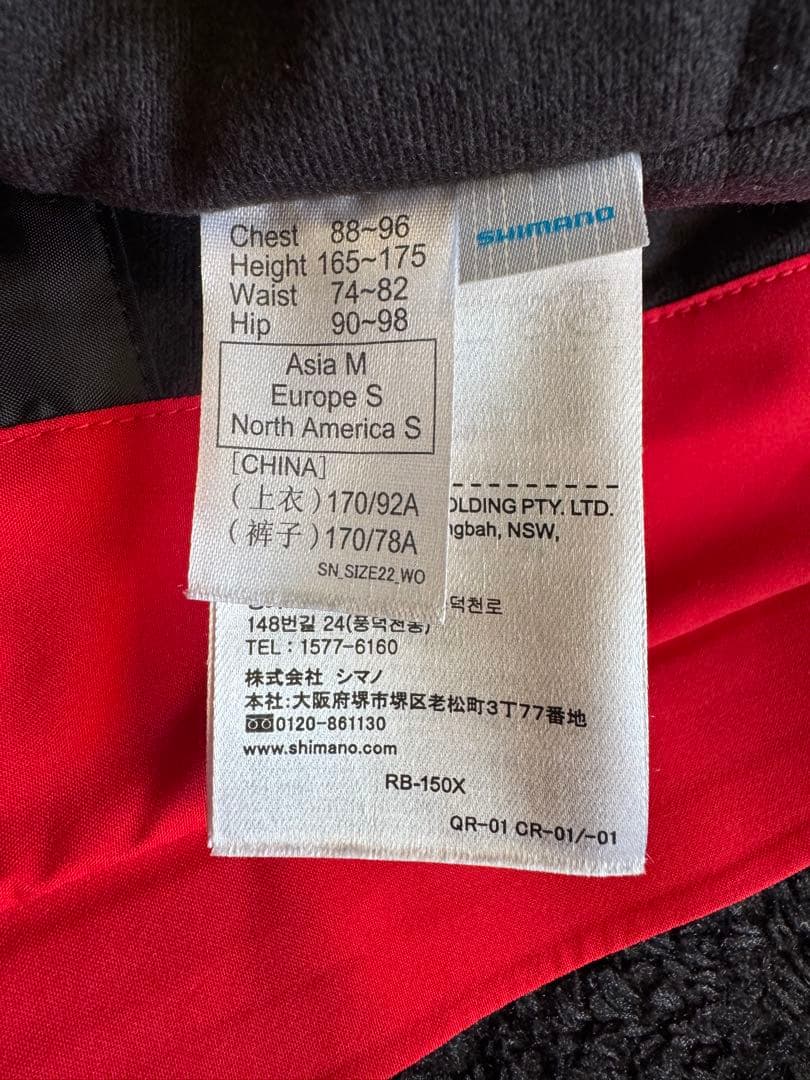 SHIMANO
Chest 88~96
Height 165~175
Waist 74~82
Hip 90~98
Asia M
Europe S
North America S
[CHINA]
(上衣)170/92A
(裤子)170/78A
SN_SIZE22_WO
OLDING PTY. LTD.
ngbah, NSW,
덕천로
148번길 24(풍덕천동)
TEL : 1577-6160
株式会社 シマノ
本社:大阪府堺市堺区老松町3丁77番地
0120-861130
www.shimano.com
RB-150X
QR-01 CR-01/-01